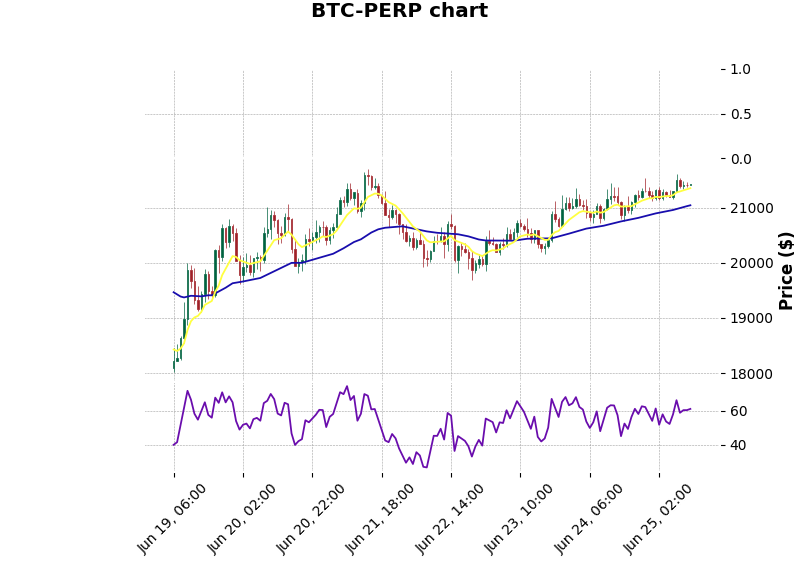 BTC-PERP chart
1.0
0.5
0.0
21000
20000
19000
18000
Price ($)
60
40
Jun 19, 06:00
Jun 20, 02:00
Jun 20, 22:00
Jun 21, 18:00
Jun 22, 14:00
Jun 23, 10:00
Jun 24, 06:00
Jun 25, 02:00